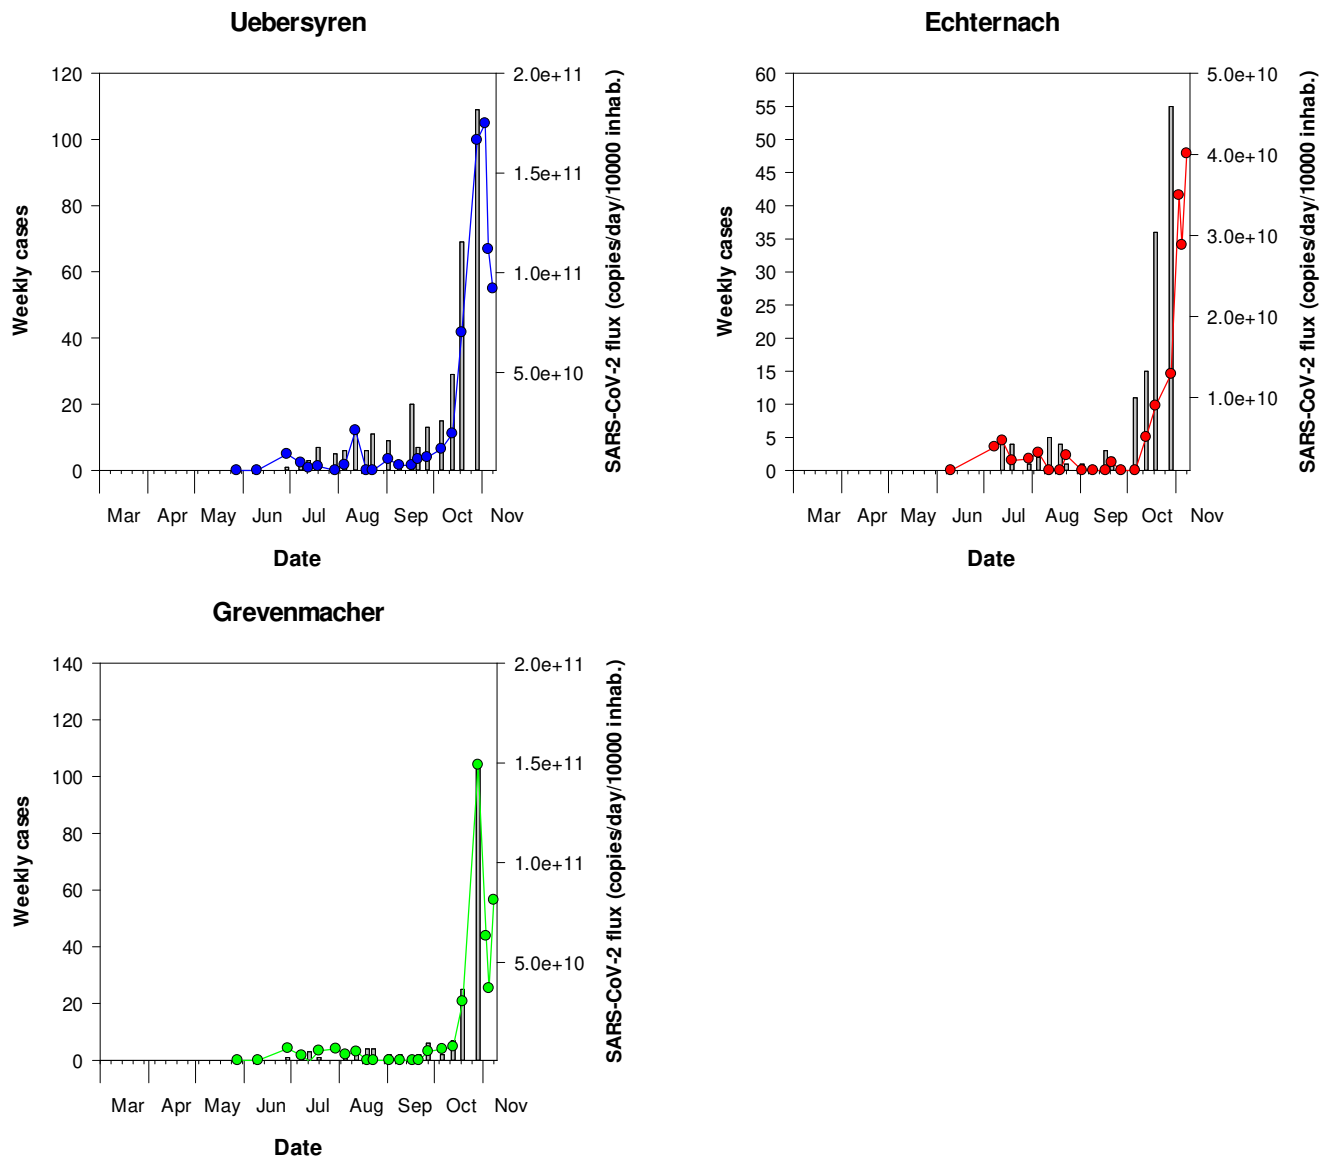 Uebersyren
120
100
80
60
40
20
0
Weekly cases
2.0e+11
1.5e+11
1.0e+11
5.0e+10
SARS-CoV-2 flux (copies/day/10000 inhab.)
Mar Apr May Jun Jul Aug Sep Oct Nov
Date
Echternach
60
55
50
45
40
35
30
25
20
15
10
5
0
Weekly cases
5.0e+10
4.0e+10
3.0e+10
2.0e+10
1.0e+10
SARS-CoV-2 flux (copies/day/10000 inhab.)
Mar Apr May Jun Jul Aug Sep Oct Nov
Date
Grevenmacher
140
120
100
80
60
40
20
0
Weekly cases
2.0e+11
1.5e+11
1.0e+11
5.0e+10
SARS-CoV-2 flux (copies/day/10000 inhab.)
Mar Apr May Jun Jul Aug Sep Oct Nov
Date